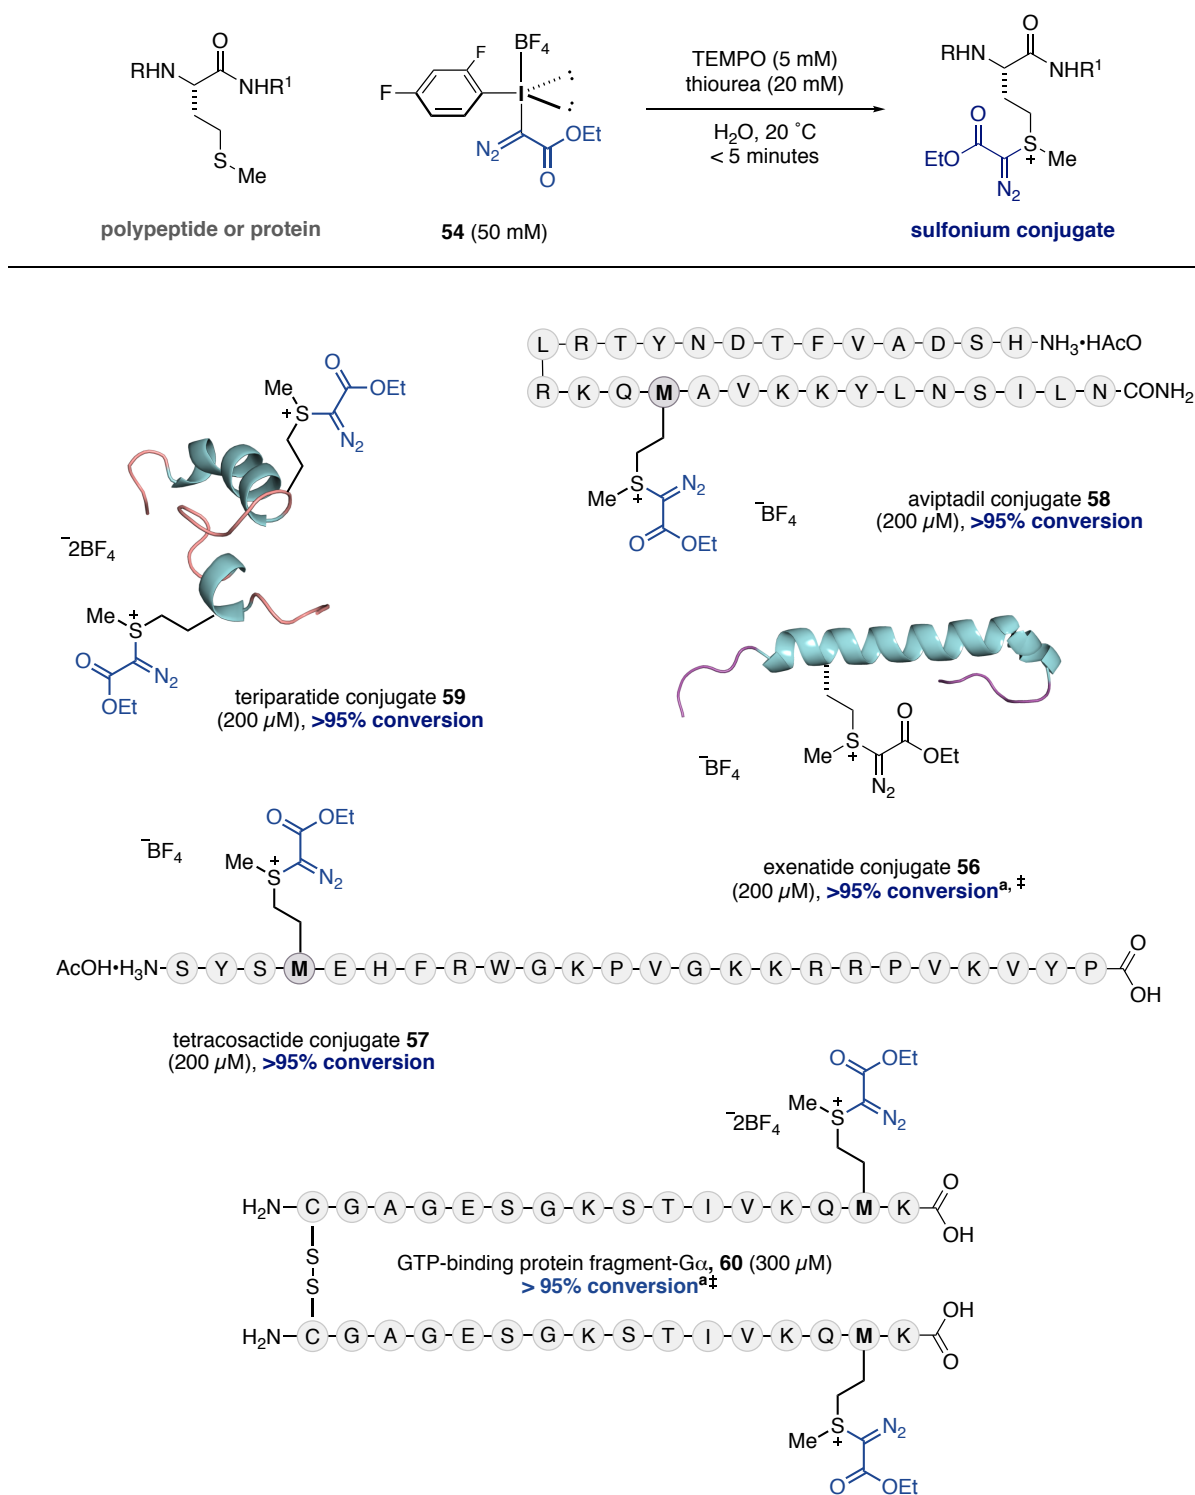 O
RHN
NHR1
S
Me
polypeptide or protein
BF4
F
F
I
N2
OEt
O
54 (50 mM)
TEMPO (5 mM)
thiourea (20 mM)
H2O, 20 ˚C
< 5 minutes
O
RHN
NHR1
O
EtO
S
+
Me
N2
sulfonium conjugate
L R T Y N D T F V A D S H NH3•HAcO
R K Q M A V K K Y L N S I L N CONH2
Me
S
+
N2
O
OEt
–BF4
aviptadil conjugate 58
(200 µM), >95% conversion
O
Me
OEt
+
S
N2
–2BF4
Me
+
S
O
N2
OEt
teriparatide conjugate 59
(200 µM), >95% conversion
O
S
Me
+
OEt
N2
–BF4
exenatide conjugate 56
(200 µM), >95% conversiona, ‡
O
OEt
–BF4
Me
+
S
N2
AcOH•H3N S Y S M E H F R W G K P V G K K R R P V K V Y P
O
OH
tetracosactide conjugate 57
(200 µM), >95% conversion
O
OEt
Me
+
S
N2
–2BF4
H2N C G A G E S G K S T I V K Q M K
O
OH
S
S
GTP-binding protein fragment-Gα, 60 (300 µM)
> 95% conversiona‡
H2N C G A G E S G K S T I V K Q M K
OH
O
S
N2
Me
+
O
OEt